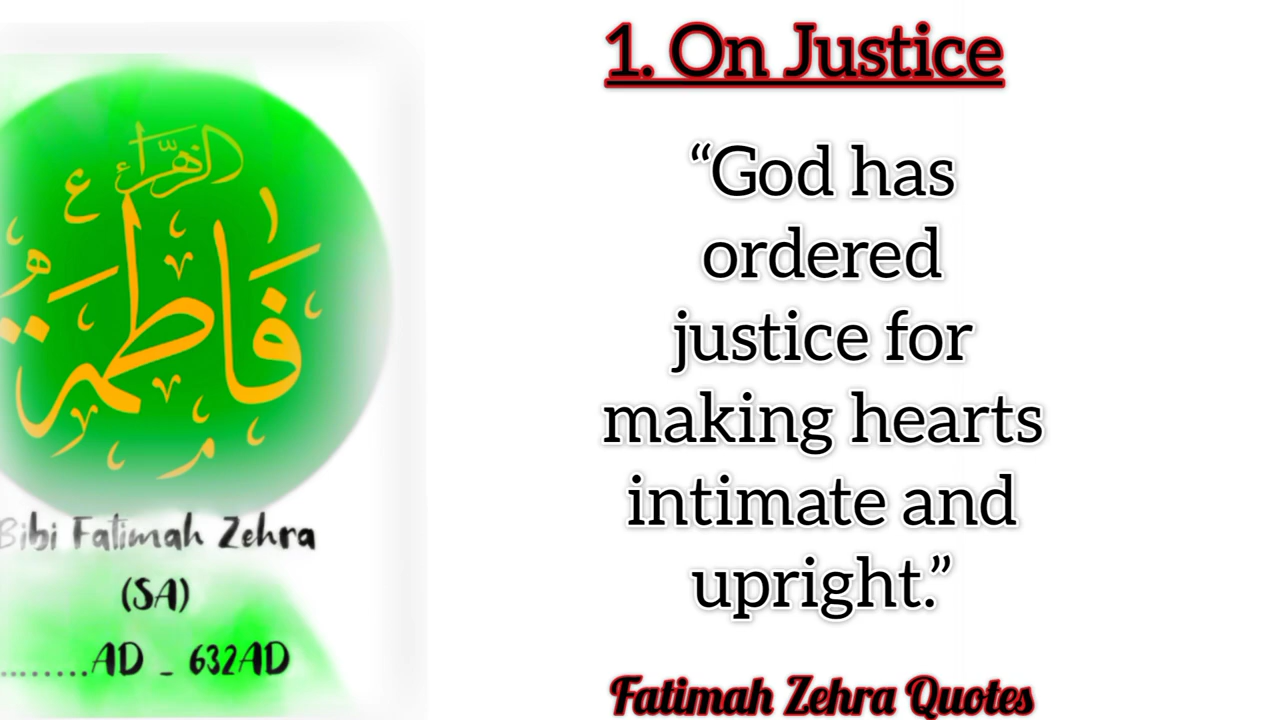 الزهراء
ع
فاطمة
Bibi Fatimah Zehra
(SA)
........AD _ 632AD
1. On Justice
“God has
ordered
justice for
making hearts
intimate and
upright.”
Fatimah Zehra Quotes